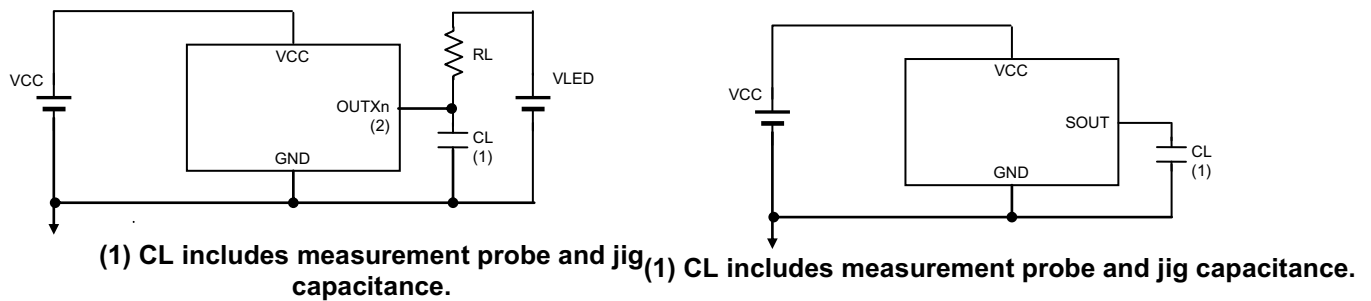 VCC
VCC
OUTXn
(2)
GND
RL
CL
(1)
VLED
(1) CL includes measurement probe and jig
capacitance.
VCC
VCC
SOUT
GND
CL
(1)
(1) CL includes measurement probe and jig capacitance.